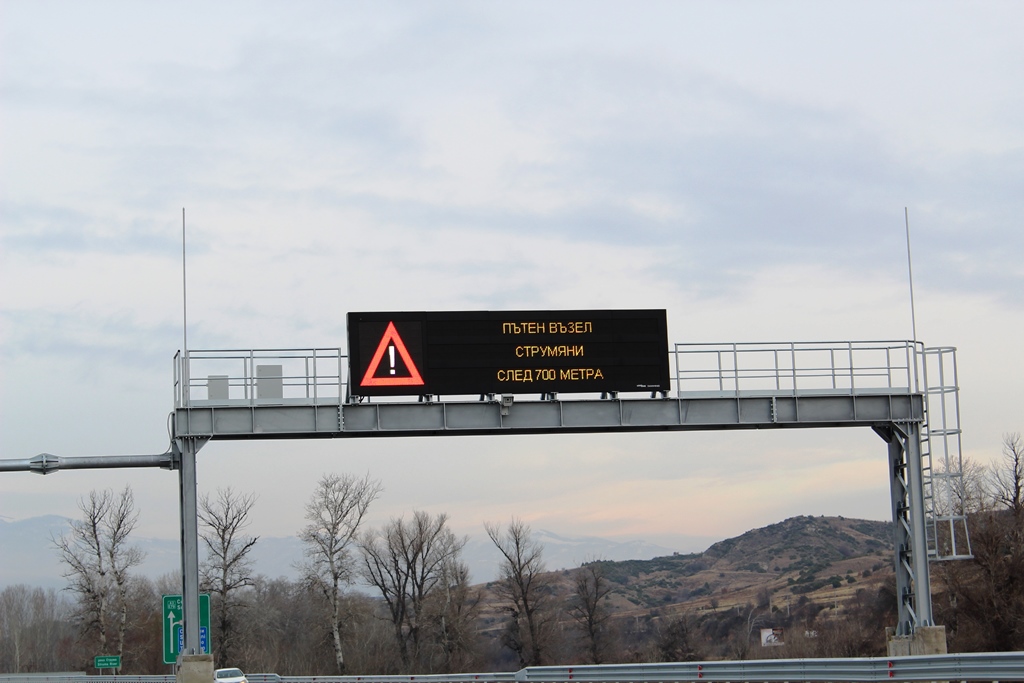 ПЪТЕН ВЪЗЕЛ
СТРУМЯНИ
СЛЕД 700 МЕТРА